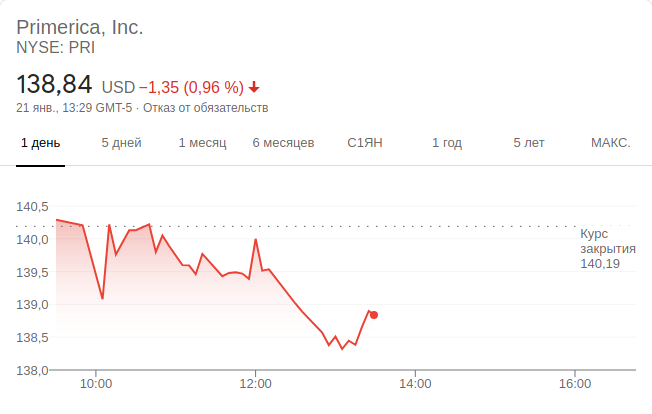 Primerica, Inc.
NYSE: PRI
138,84 USD −1,35 (0,96 %)
21 янв., 13:29 GMT-5 · Отказ от обязательств
1 день 5 дней 1 месяц 6 месяцев С1ЯН 1 год 5 лет МАКС.
140,5
140,0
139,5
139,0
138,5
138,0
Курс
закрытия
140,19
10:00 12:00 14:00 16:00